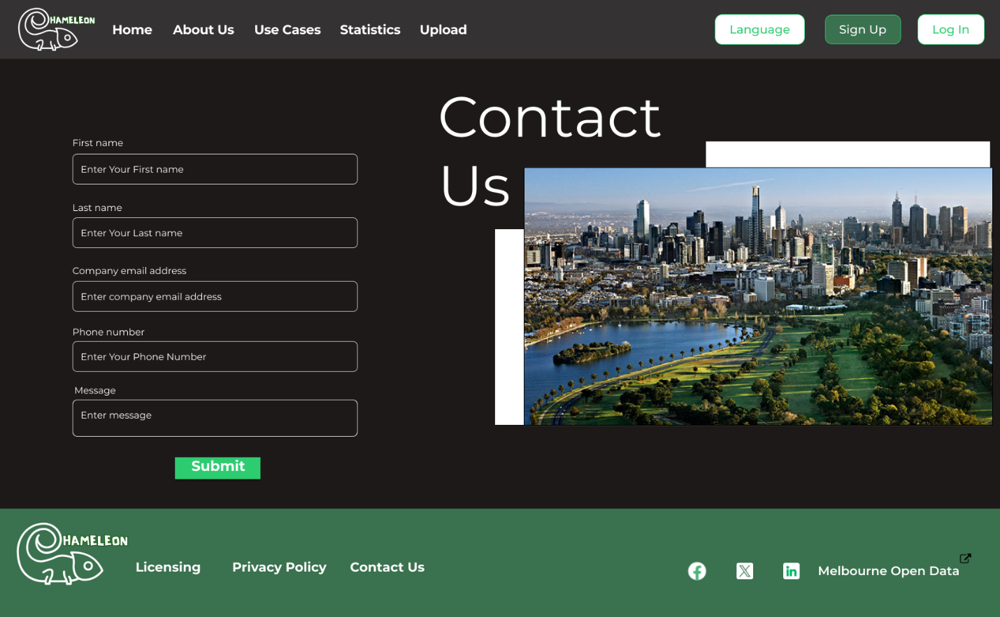 HAMELEON
Home About Us Use Cases Statistics Upload Language Sign Up Log In
Contact
Us
First name
Enter Your First name
Last name
Enter Your Last name
Company email address
Enter company email address
Phone number
Enter Your Phone Number
Message
Enter message
Submit
HAMELEON
Licensing Privacy Policy Contact Us Melbourne Open Data